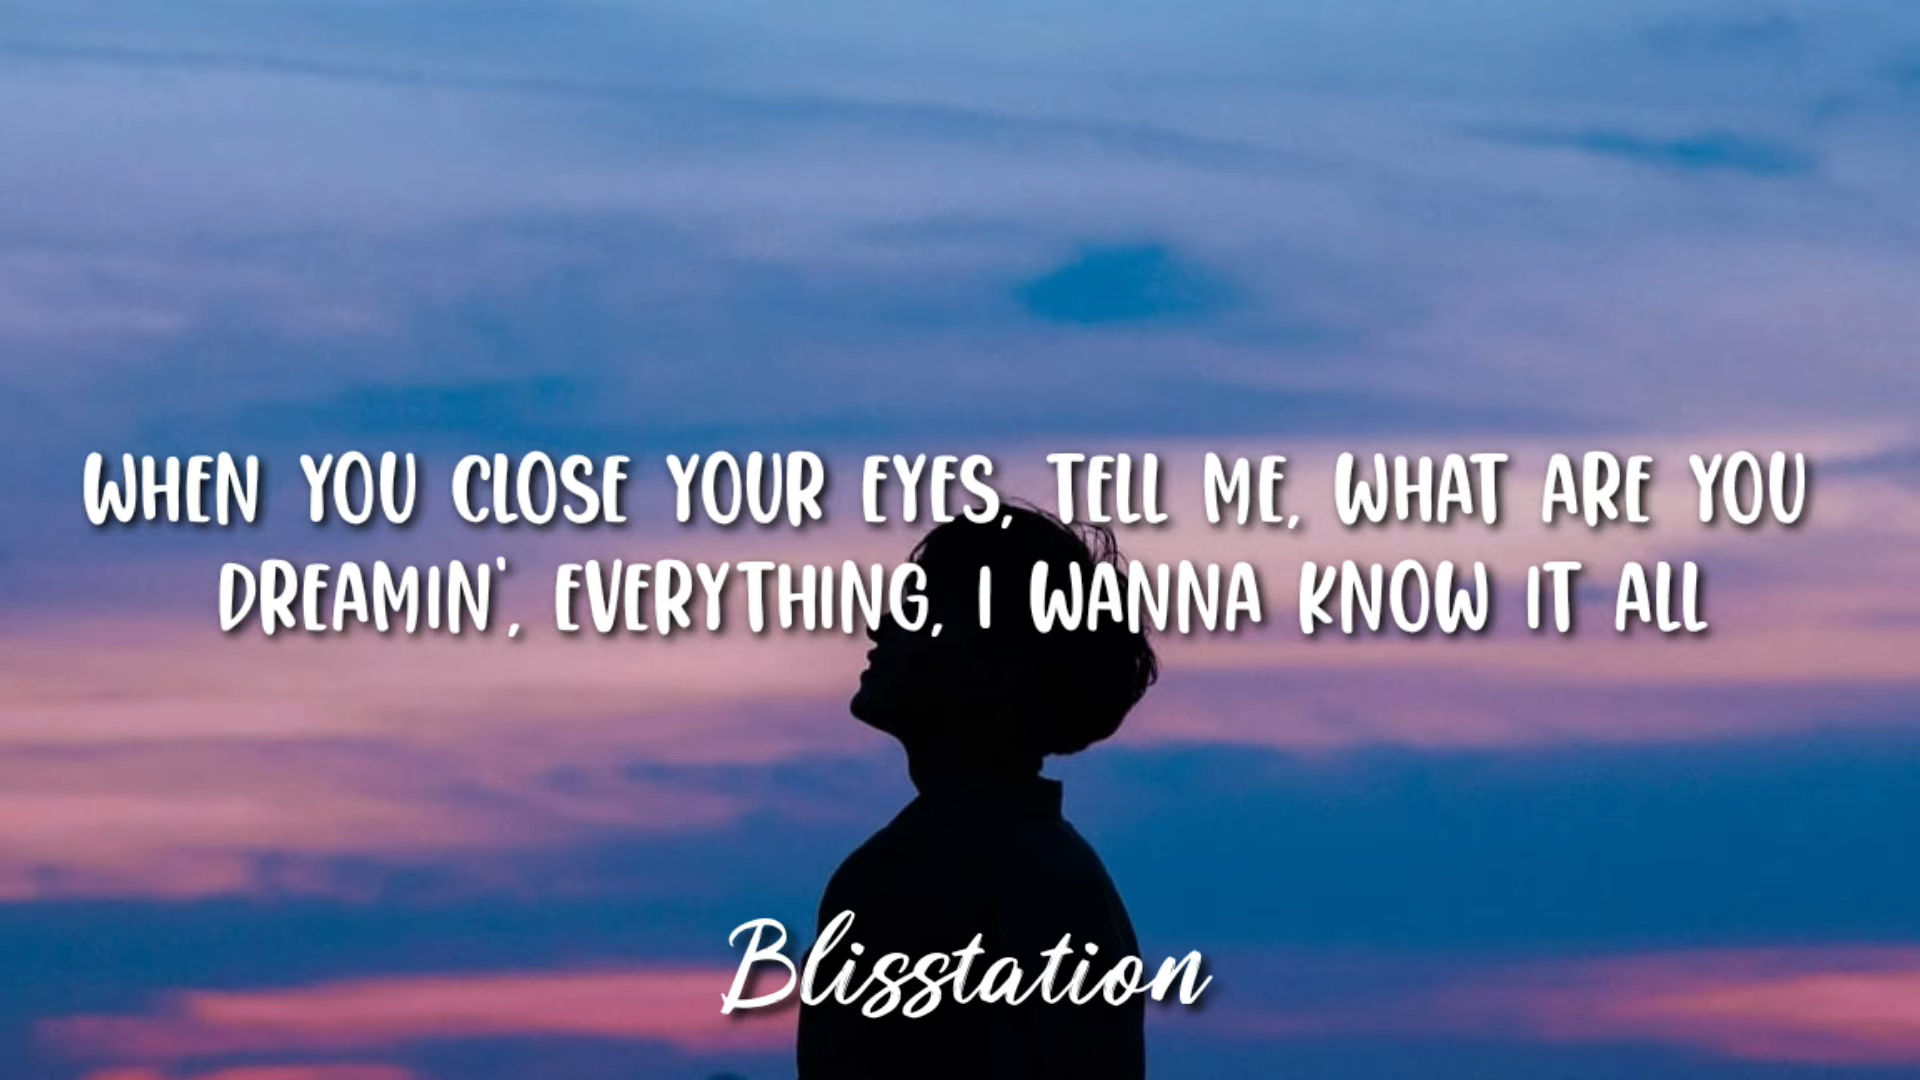 WHEN YOU CLOSE YOUR EYES, TELL ME, WHAT ARE YOU
DREAMIN', EVERYTHING, I WANNA KNOW IT ALL
Blisstation